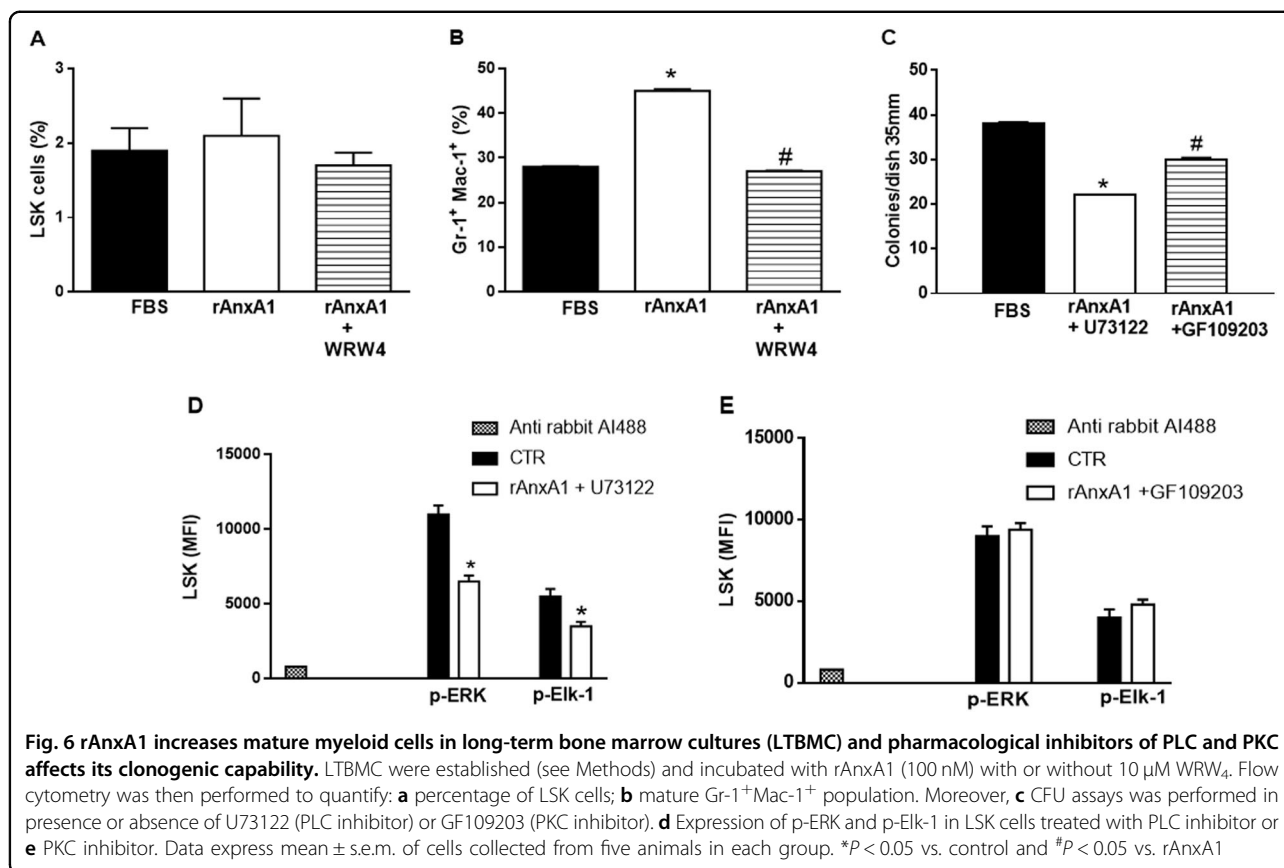 A
LSK cells (%)
3
2
1
0
FBS
rAnxA1
rAnxA1
+
WRW4
B
Gr-1⁺ Mac-1⁺ (%)
50
40
30
20
10
0
*
#
FBS
rAnxA1
rAnxA1
+
WRW4
C
Colonies/dish 35mm
50
40
30
20
10
0
*
#
FBS
rAnxA1
+ U73122
rAnxA1
+GF109203
D
Anti rabbit AI488
CTR
rAnxA1 + U73122
LSK (MFI)
15000
10000
5000
0
*
*
p-ERK
p-Elk-1
E
Anti rabbit AI488
CTR
rAnxA1 +GF109203
LSK (MFI)
15000
10000
5000
0
p-ERK
p-Elk-1
Fig. 6 rAnxA1 increases mature myeloid cells in long-term bone marrow cultures (LTBMC) and pharmacological inhibitors of PLC and PKC
affects its clonogenic capability. LTBMC were established (see Methods) and incubated with rAnxA1 (100 nM) with or without 10 µM WRW₄. Flow
cytometry was then performed to quantify: a percentage of LSK cells; b mature Gr-1⁺Mac-1⁺ population. Moreover, c CFU assays was performed in
presence or absence of U73122 (PLC inhibitor) or GF109203 (PKC inhibitor). d Expression of p-ERK and p-Elk-1 in LSK cells treated with PLC inhibitor or
e PKC inhibitor. Data express mean ± s.e.m. of cells collected from five animals in each group. *P < 0.05 vs. control and #P < 0.05 vs. rAnxA1